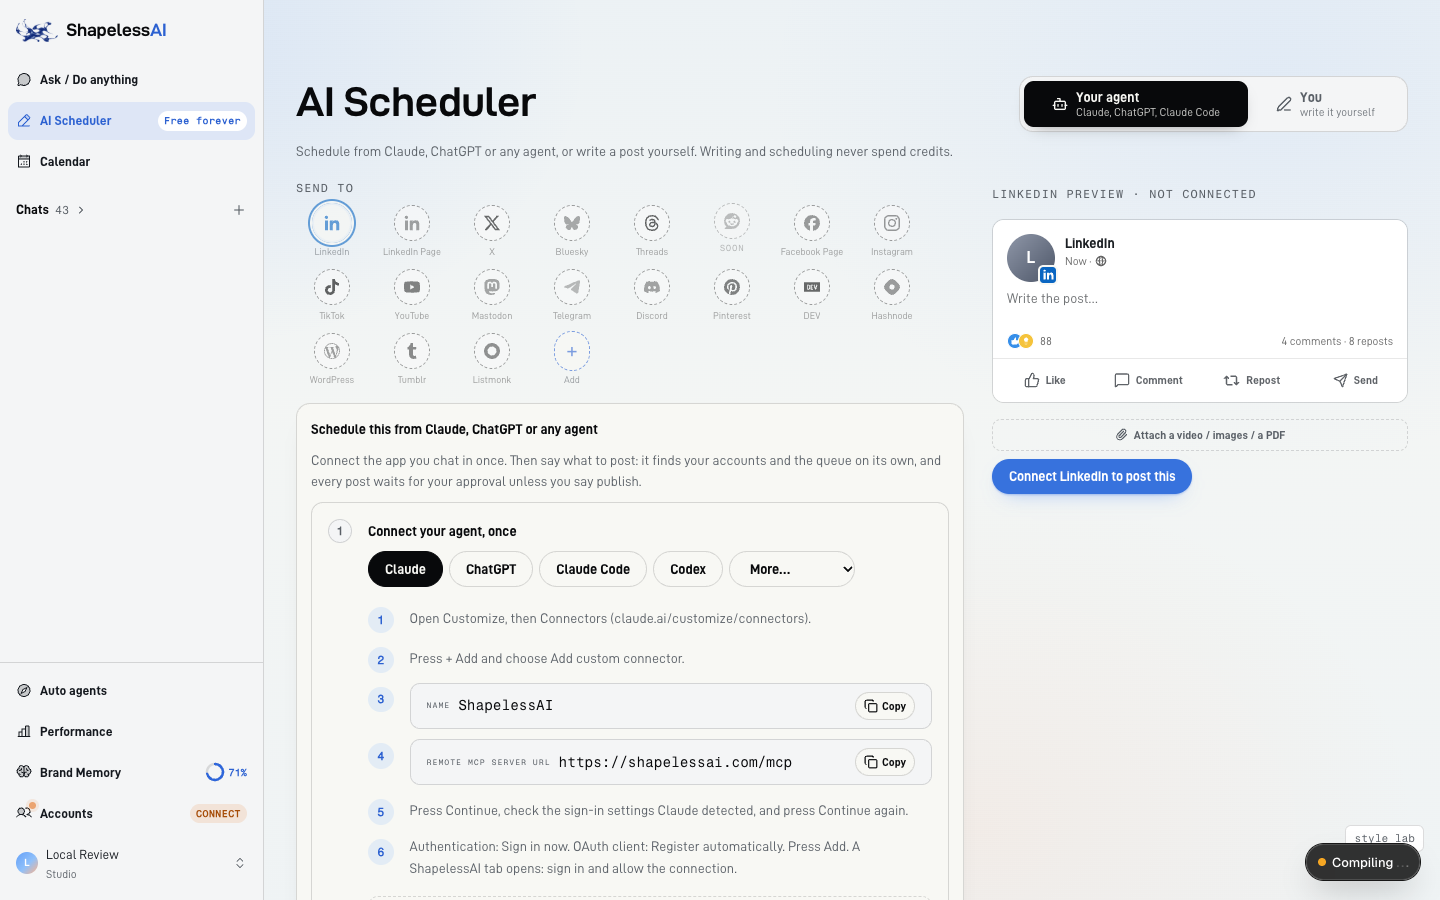 ShapelessAI
Ask / Do anything
AI Scheduler
Free forever
Calendar
Chats 43
Auto agents
Performance
Brand Memory
71%
Accounts
CONNECT
L
Local Review
Studio
AI Scheduler
Your agent
Claude, ChatGPT, Claude Code
You
write it yourself
Schedule from Claude, ChatGPT or any agent, or write a post yourself. Writing and scheduling never spend credits.
SEND TO
LinkedIn
LinkedIn Page
X
Bluesky
Threads
SOON
Facebook Page
Instagram
TikTok
YouTube
Mastodon
Telegram
Discord
Pinterest
DEV
DEV
Hashnode
WordPress
Tumblr
Listmonk
Add
Schedule this from Claude, ChatGPT or any agent
Connect the app you chat in once. Then say what to post: it finds your accounts and the queue on its own, and
every post waits for your approval unless you say publish.
1
Connect your agent, once
Claude
ChatGPT
Claude Code
Codex
More...
1 Open Customize, then Connectors (claude.ai/customize/connectors).
2 Press + Add and choose Add custom connector.
3 NAME ShapelessAI Copy
4 REMOTE MCP SERVER URL https://shapelessai.com/mcp Copy
5 Press Continue, check the sign-in settings Claude detected, and press Continue again.
6 Authentication: Sign in now. OAuth client: Register automatically. Press Add. A
ShapelessAI tab opens: sign in and allow the connection.
LINKEDIN PREVIEW · NOT CONNECTED
L
in
LinkedIn
Now ·
Write the post...
88
4 comments · 8 reposts
Like
Comment
Repost
Send
Attach a video / images / a PDF
Connect LinkedIn to post this
style lab
Compiling ...